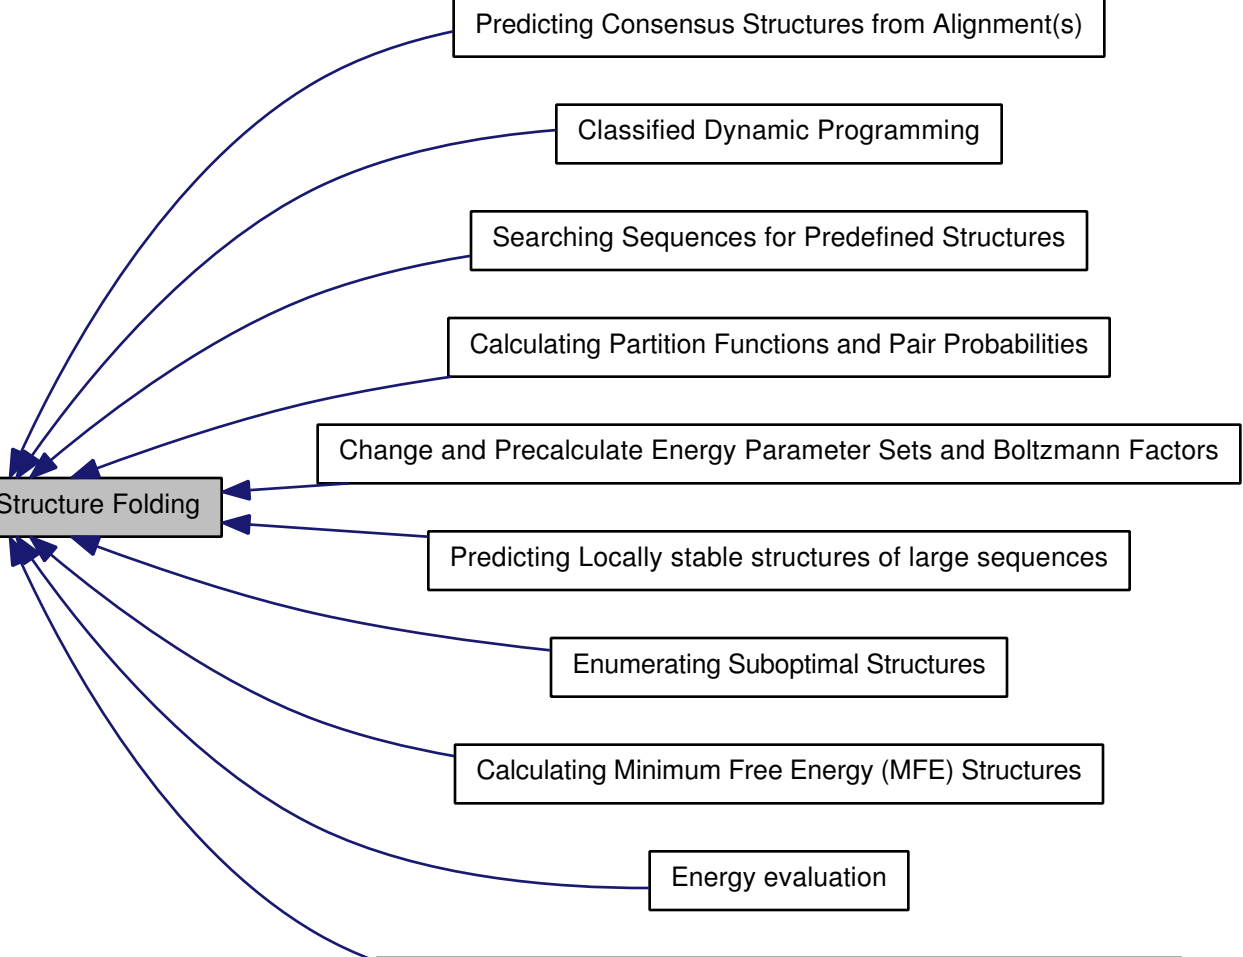 Predicting Consensus Structures from Alignment(s)
Classified Dynamic Programming
Searching Sequences for Predefined Structures
Calculating Partition Functions and Pair Probabilities
Change and Precalculate Energy Parameter Sets and Boltzmann Factors
Structure Folding
Predicting Locally stable structures of large sequences
Enumerating Suboptimal Structures
Calculating Minimum Free Energy (MFE) Structures
Energy evaluation